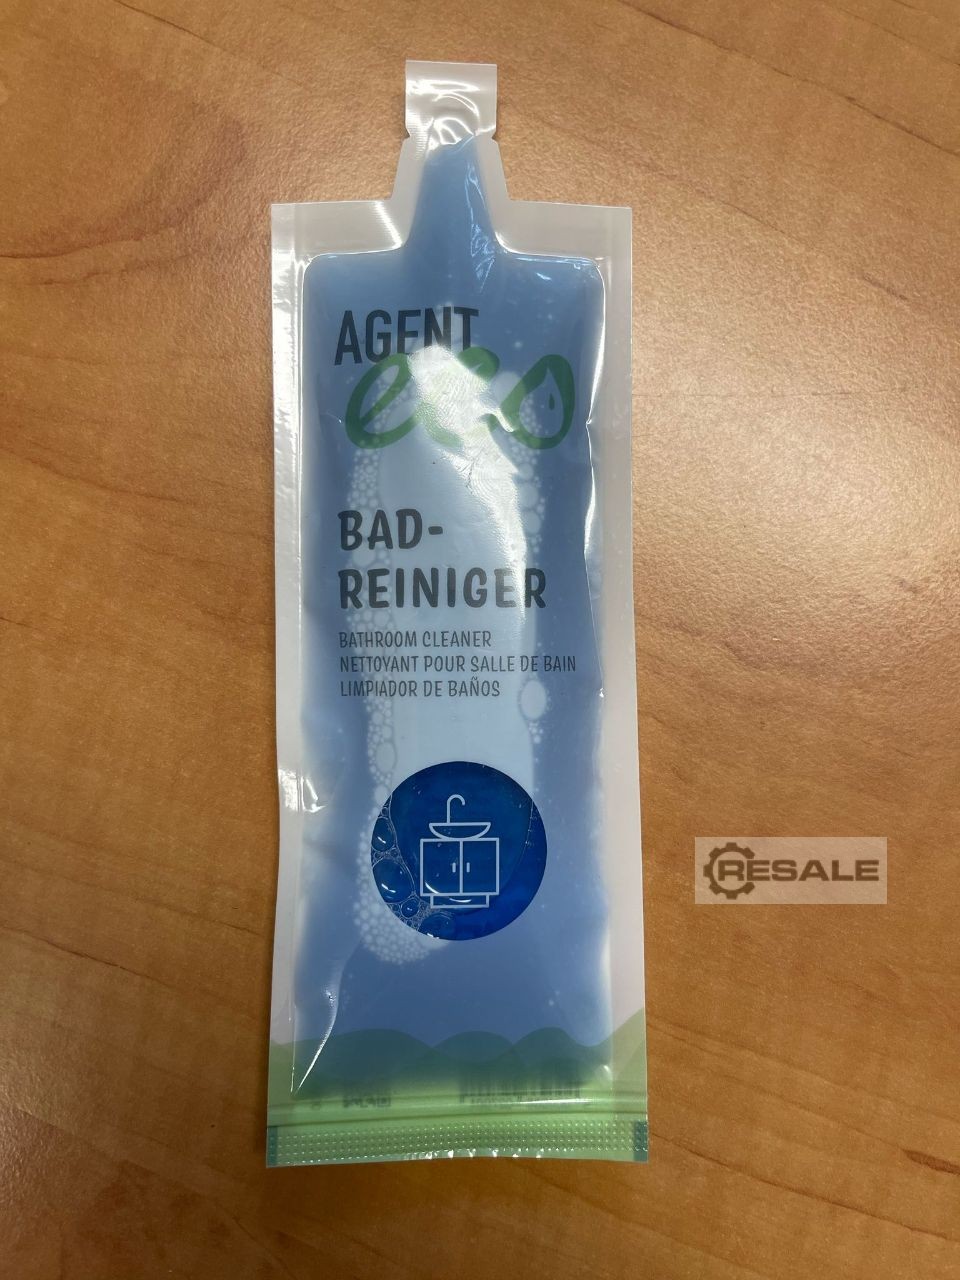 AGENT
eco
BAD-
REINIGER
BATHROOM CLEANER
NETTOYANT POUR SALLE DE BAIN
LIMPIADOR DE BAÑOS
RESALE